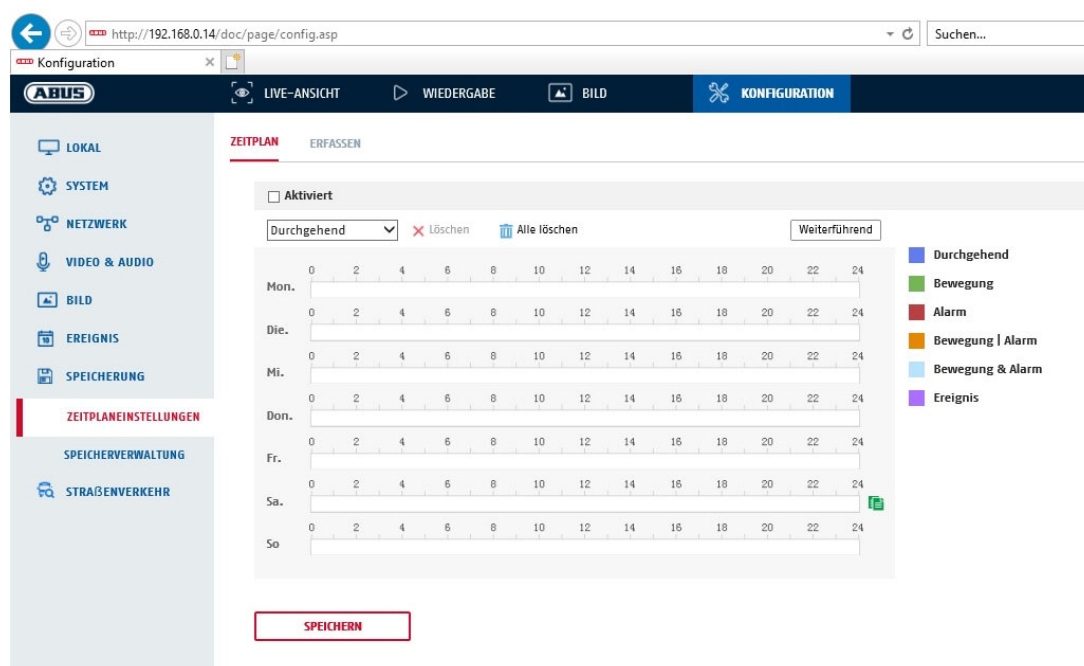 http://192.168.0.14/doc/page/config.asp
Suchen...
Konfiguration
ABUS
LIVE-ANSICHT WIEDERGABE BILD KONFIGURATION
LOKAL
SYSTEM
NETZWERK
VIDEO & AUDIO
BILD
EREIGNIS
SPEICHERUNG
ZEITPLANEINSTELLUNGEN
SPEICHERVERWALTUNG
STRAßENVERKEHR
ZEITPLAN ERFASSEN
Aktiviert
Durchgehend Löschen Alle löschen Weiterführend
0 2 4 6 8 10 12 14 16 18 20 22 24
Mon.
0 2 4 6 8 10 12 14 16 18 20 22 24
Die.
0 2 4 6 8 10 12 14 16 18 20 22 24
Mi.
0 2 4 6 8 10 12 14 16 18 20 22 24
Don.
0 2 4 6 8 10 12 14 16 18 20 22 24
Fr.
0 2 4 6 8 10 12 14 16 18 20 22 24
Sa.
0 2 4 6 8 10 12 14 16 18 20 22 24
So
Durchgehend
Bewegung
Alarm
Bewegung | Alarm
Bewegung & Alarm
Ereignis
SPEICHERN